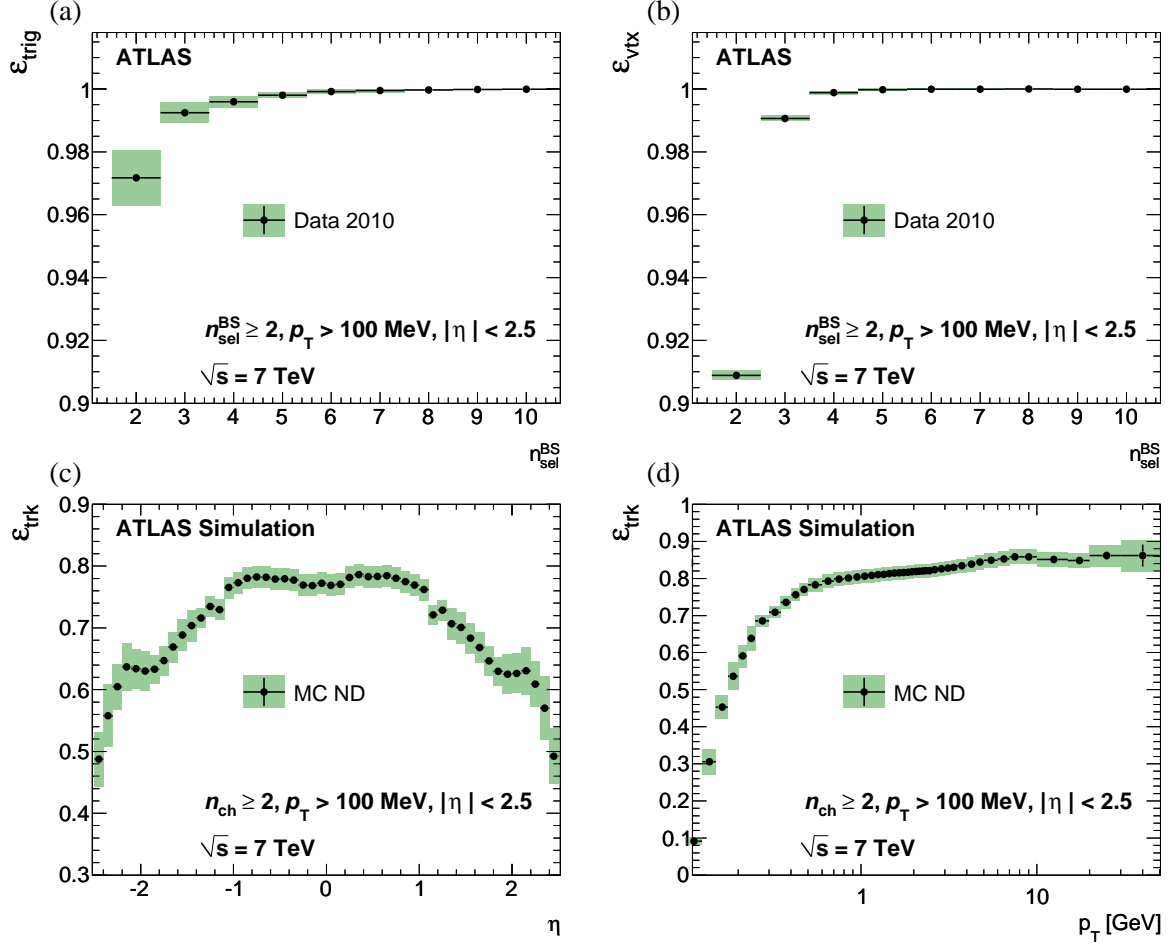 (a)
ε_trig
ATLAS
1
0.98
0.96
0.94
0.92
0.9
Data 2010
n_sel^BS ≥ 2, p_T > 100 MeV, |η| < 2.5
√s = 7 TeV
2 3 4 5 6 7 8 9 10
n_sel^BS
(b)
ε_vtx
ATLAS
1
0.98
0.96
0.94
0.92
0.9
Data 2010
n_sel^BS ≥ 2, p_T > 100 MeV, |η| < 2.5
√s = 7 TeV
2 3 4 5 6 7 8 9 10
n_sel^BS
(c)
ε_trk
ATLAS Simulation
0.9
0.8
0.7
0.6
0.5
0.4
0.3
MC ND
n_ch ≥ 2, p_T > 100 MeV, |η| < 2.5
√s = 7 TeV
-2 -1 0 1 2
η
(d)
ε_trk
ATLAS Simulation
1
0.9
0.8
0.7
0.6
0.5
0.4
0.3
0.2
0.1
0
MC ND
n_ch ≥ 2, p_T > 100 MeV, |η| < 2.5
√s = 7 TeV
1 10
p_T [GeV]